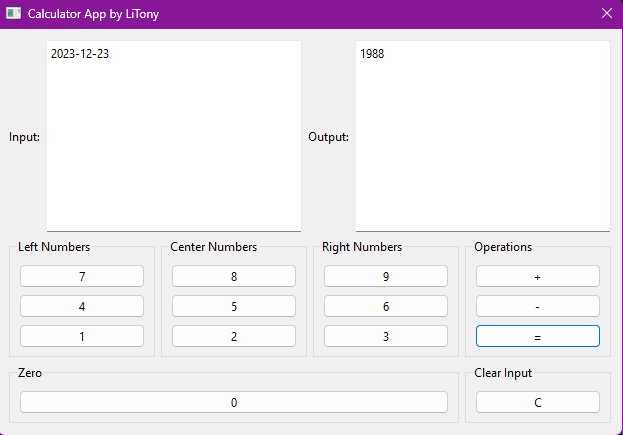 Calculator App by LiTony
Input:
2023-12-23
Output:
1988
Left Numbers
7
4
1
Center Numbers
8
5
2
Right Numbers
9
6
3
Operations
+
-
=
Zero
0
Clear Input
C